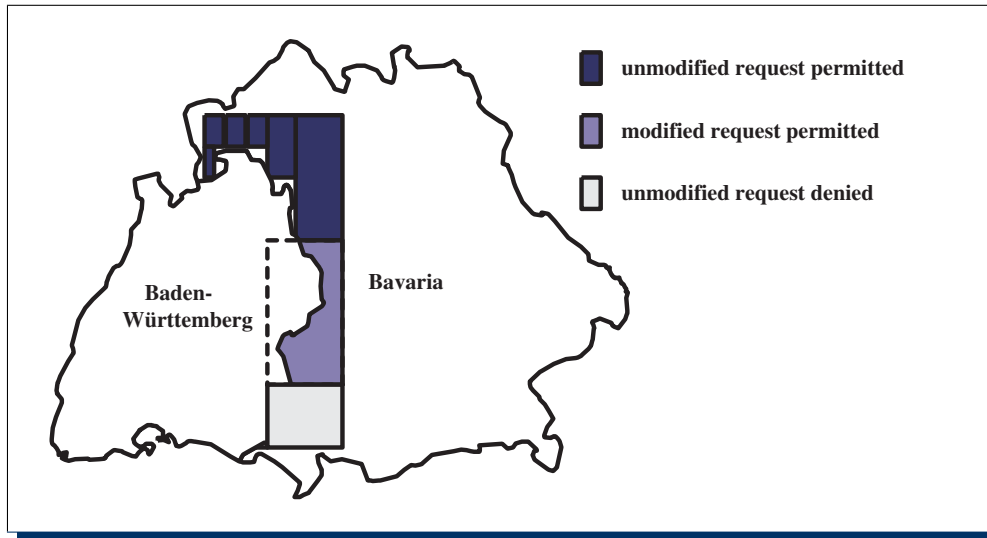 unmodified request permitted
modified request permitted
unmodified request denied
Bavaria
Baden-
Württemberg